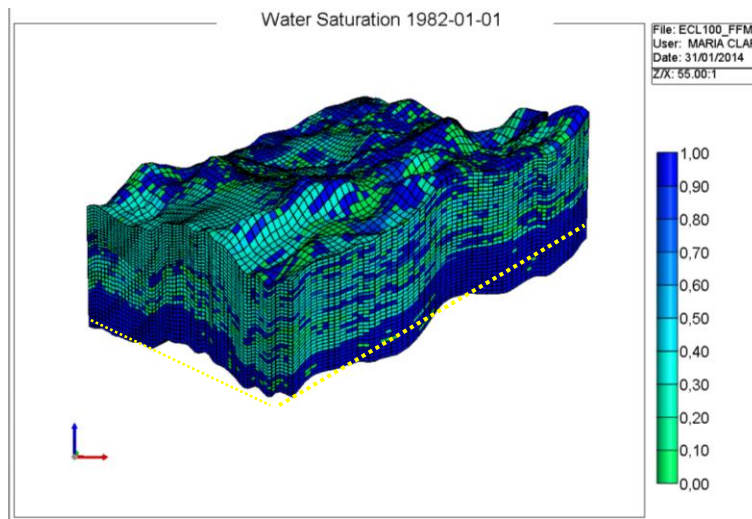 Water Saturation 1982-01-01
File: ECL100_FFM
User: MARIA CLAR
Date: 31/01/2014
Z/X: 55.00:1
1,00
0,90
0,80
0,70
0,60
0,50
0,40
0,30
0,20
0,10
0,00